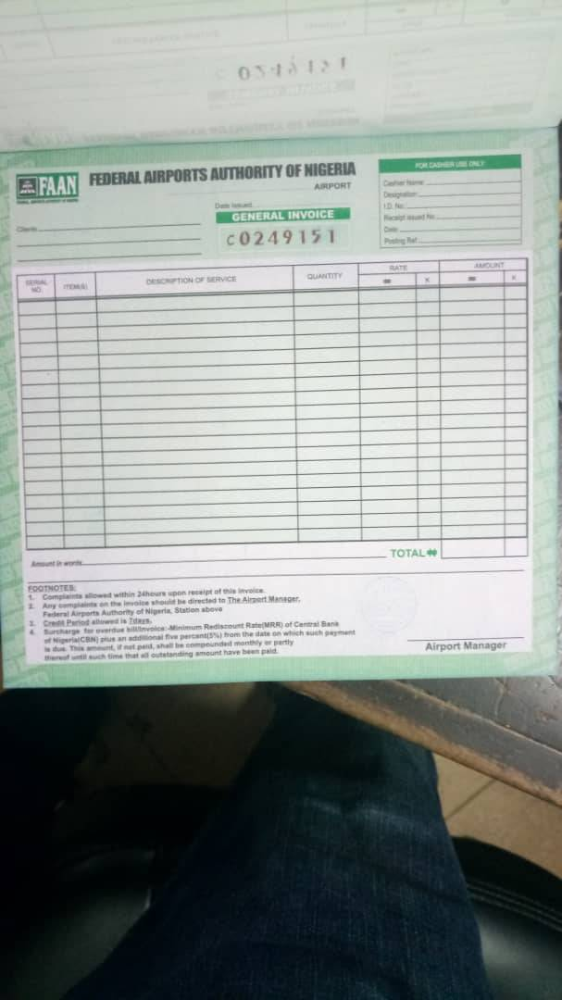 FAAN
FEDERAL AIRPORTS AUTHORITY OF NIGERIA
FEDERAL AIRPORTS AUTHORITY OF NIGERIA
AIRPORT
Date Issued
GENERAL INVOICE
C0249151
Clients
FOR CASHIER USE ONLY
Cashier Name:
Designation:
I.D. No.:
Receipt issued No.:
Date:
Posting Ref:
SERIAL NO. ITEM(S) DESCRIPTION OF SERVICE QUANTITY RATE AMOUNT
₦ K ₦ K
Amount in words
TOTAL ₦
FOOTNOTES:
1. Complaints allowed within 24hours upon receipt of this invoice.
2. Any complaints on the invoice should be directed to The Airport Manager,
Federal Airports Authority of Nigeria, Station above
3. Credit Period allowed is 7days.
4. Surcharge for overdue bill/invoice:-Minimum Rediscount Rate(MRR) of Central Bank
of Nigeria(CBN) plus an additional five percent(5%) from the date on which such payment
is due. This amount, if not paid, shall be compounded monthly or partly
thereof until such time that all outstanding amount have been paid.
Airport Manager